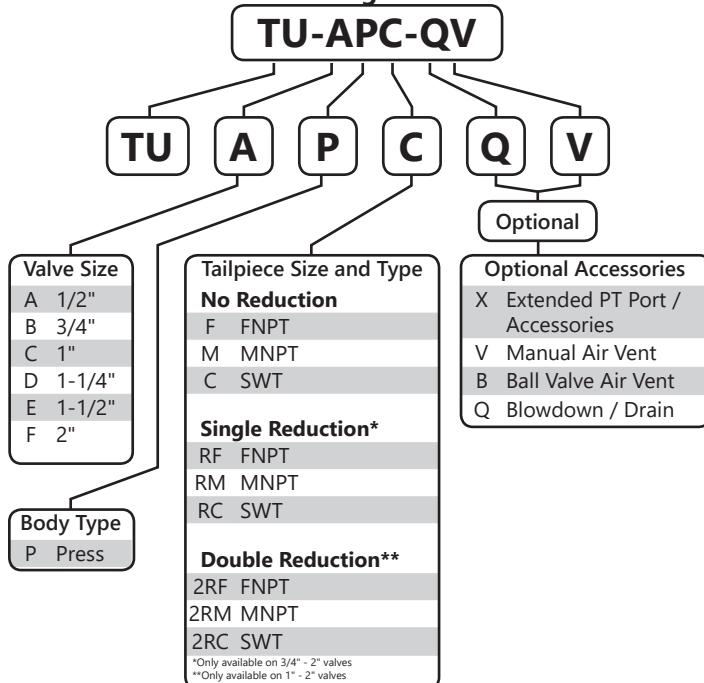 TU-APC-QV
TU A P C Q V
Optional
Valve Size
A 1/2"
B 3/4"
C 1"
D 1-1/4"
E 1-1/2"
F 2"
Body Type
P Press
Tailpiece Size and Type
No Reduction
F FNPT
M MNPT
C SWT
Single Reduction*
RF FNPT
RM MNPT
RC SWT
Double Reduction**
2RF FNPT
2RM MNPT
2RC SWT
*Only available on 3/4" - 2" valves
**Only available on 1" - 2" valves
Optional Accessories
X Extended PT Port /
Accessories
V Manual Air Vent
B Ball Valve Air Vent
Q Blowdown / Drain